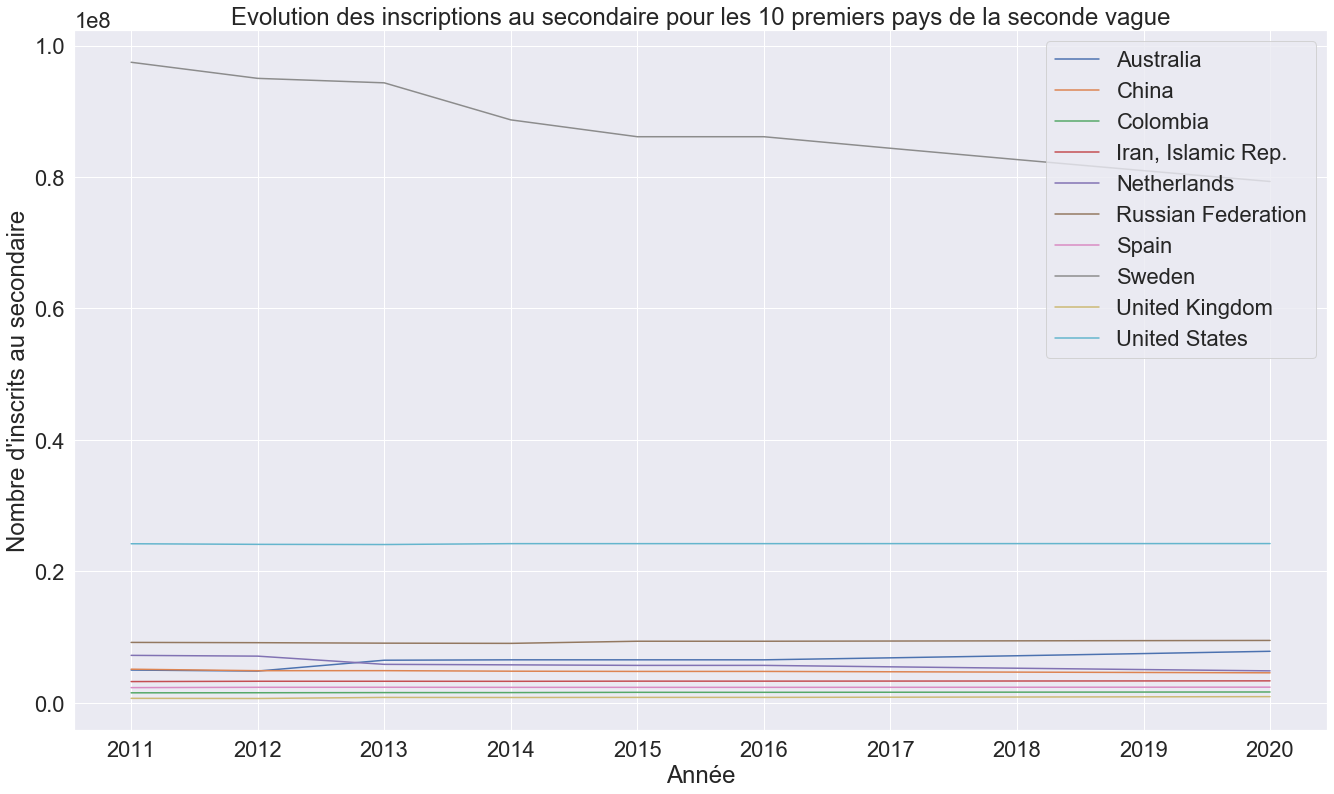 Evolution des inscriptions au secondaire pour les 10 premiers pays de la seconde vague
1e8
1.0
0.8
0.6
0.4
0.2
0.0
Nombre d'inscrits au secondaire
Australia
China
Colombia
Iran, Islamic Rep.
Netherlands
Russian Federation
Spain
Sweden
United Kingdom
United States
2011 2012 2013 2014 2015 2016 2017 2018 2019 2020
Année